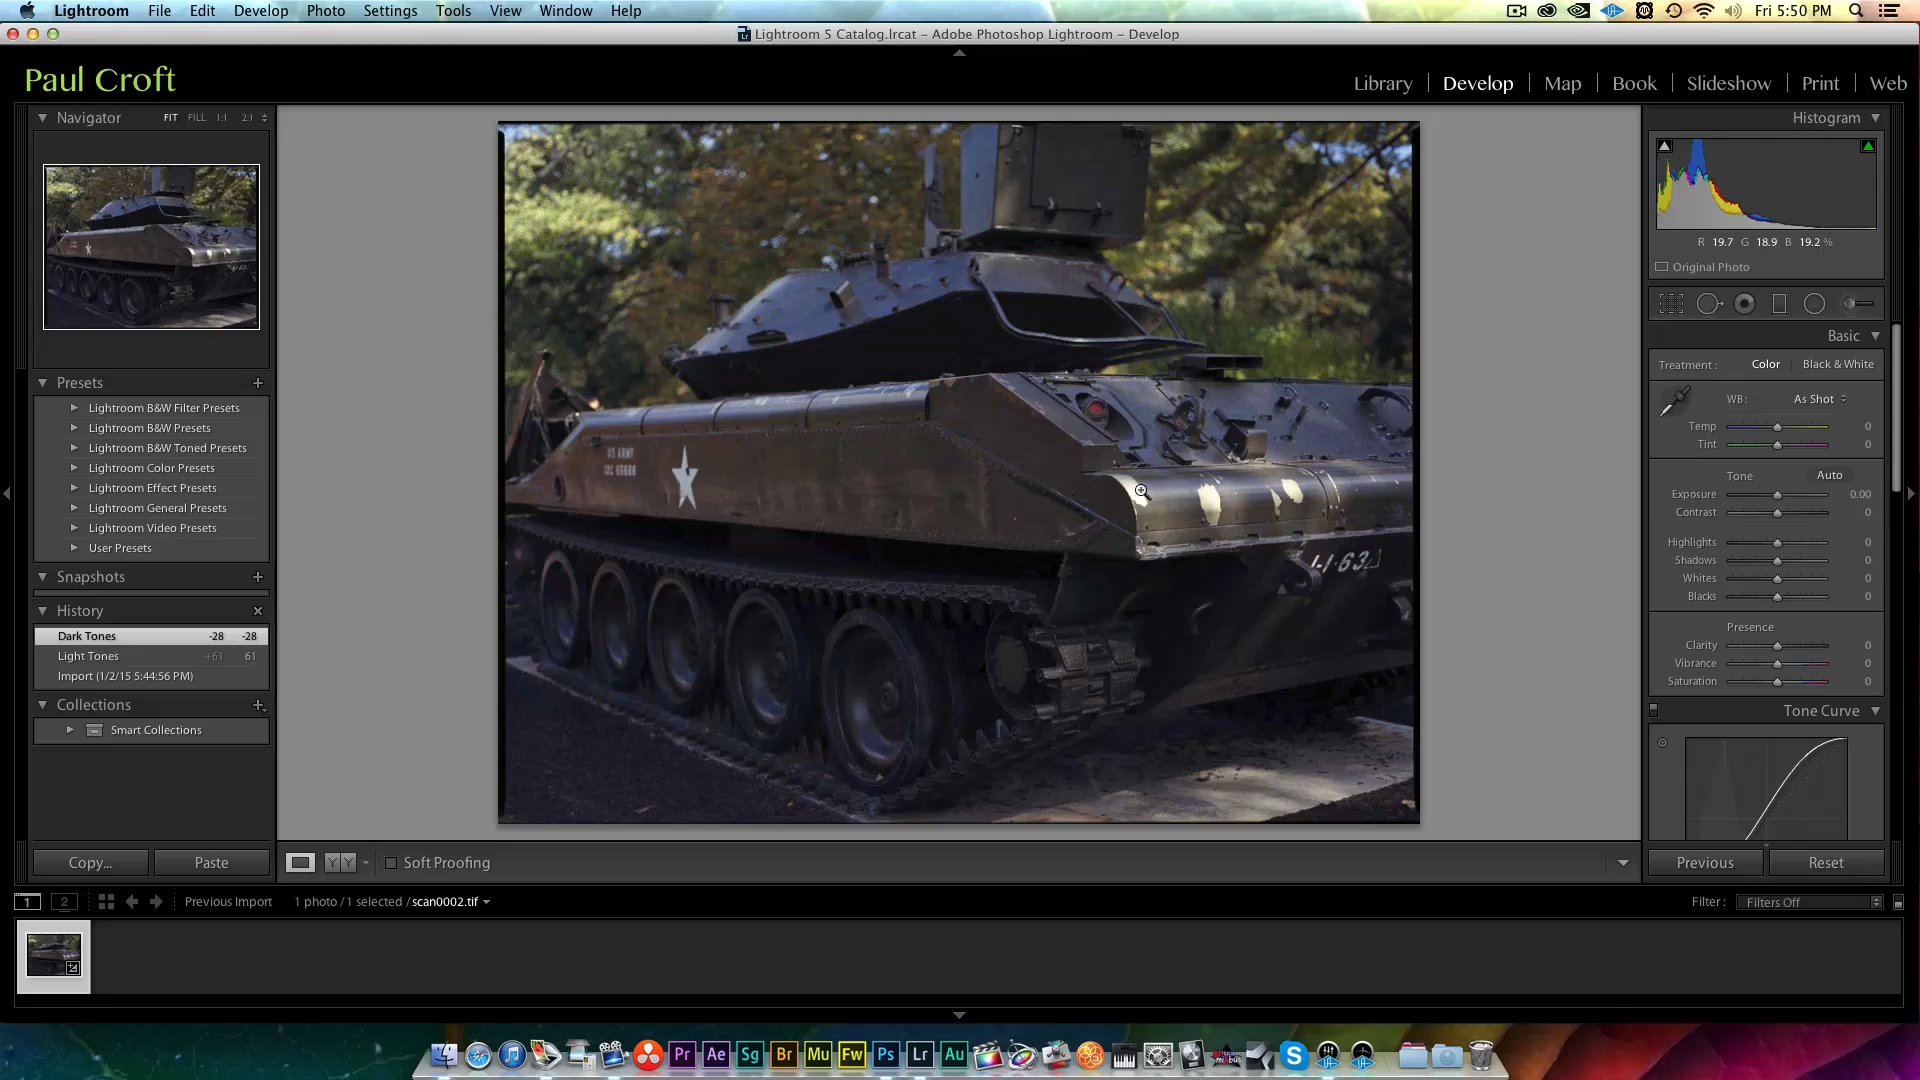 Lightroom File Edit Develop Photo Settings Tools View Window Help Fri 5:50 PM
Lightroom 5 Catalog.lrcat – Adobe Photoshop Lightroom – Develop
Paul Croft
Library Develop Map Book Slideshow Print Web
Navigator FIT FILL 1:1 2:1
Presets
Lightroom B&W Filter Presets
Lightroom B&W Presets
Lightroom B&W Toned Presets
Lightroom Color Presets
Lightroom Effect Presets
Lightroom General Presets
Lightroom Video Presets
User Presets
Snapshots
History
Dark Tones -28 -28
Light Tones +61 61
Import (1/2/15 5:44:56 PM)
Collections
Smart Collections
Copy... Paste
US ARMY
Soft Proofing
Histogram
R 19.7 G 18.9 B 19.2 %
Original Photo
Basic
Treatment : Color Black & White
WB: As Shot
Temp 0
Tint 0
Tone Auto
Exposure 0.00
Contrast 0
Highlights 0
Shadows 0
Whites 0
Blacks 0
Presence
Clarity 0
Vibrance 0
Saturation 0
Tone Curve
Previous Reset
1 2 Previous Import 1 photo / 1 selected / scan0002.tif Filter : Filters Off
YY
Pr Ae Sg Br Mu Fw Ps Lr Au